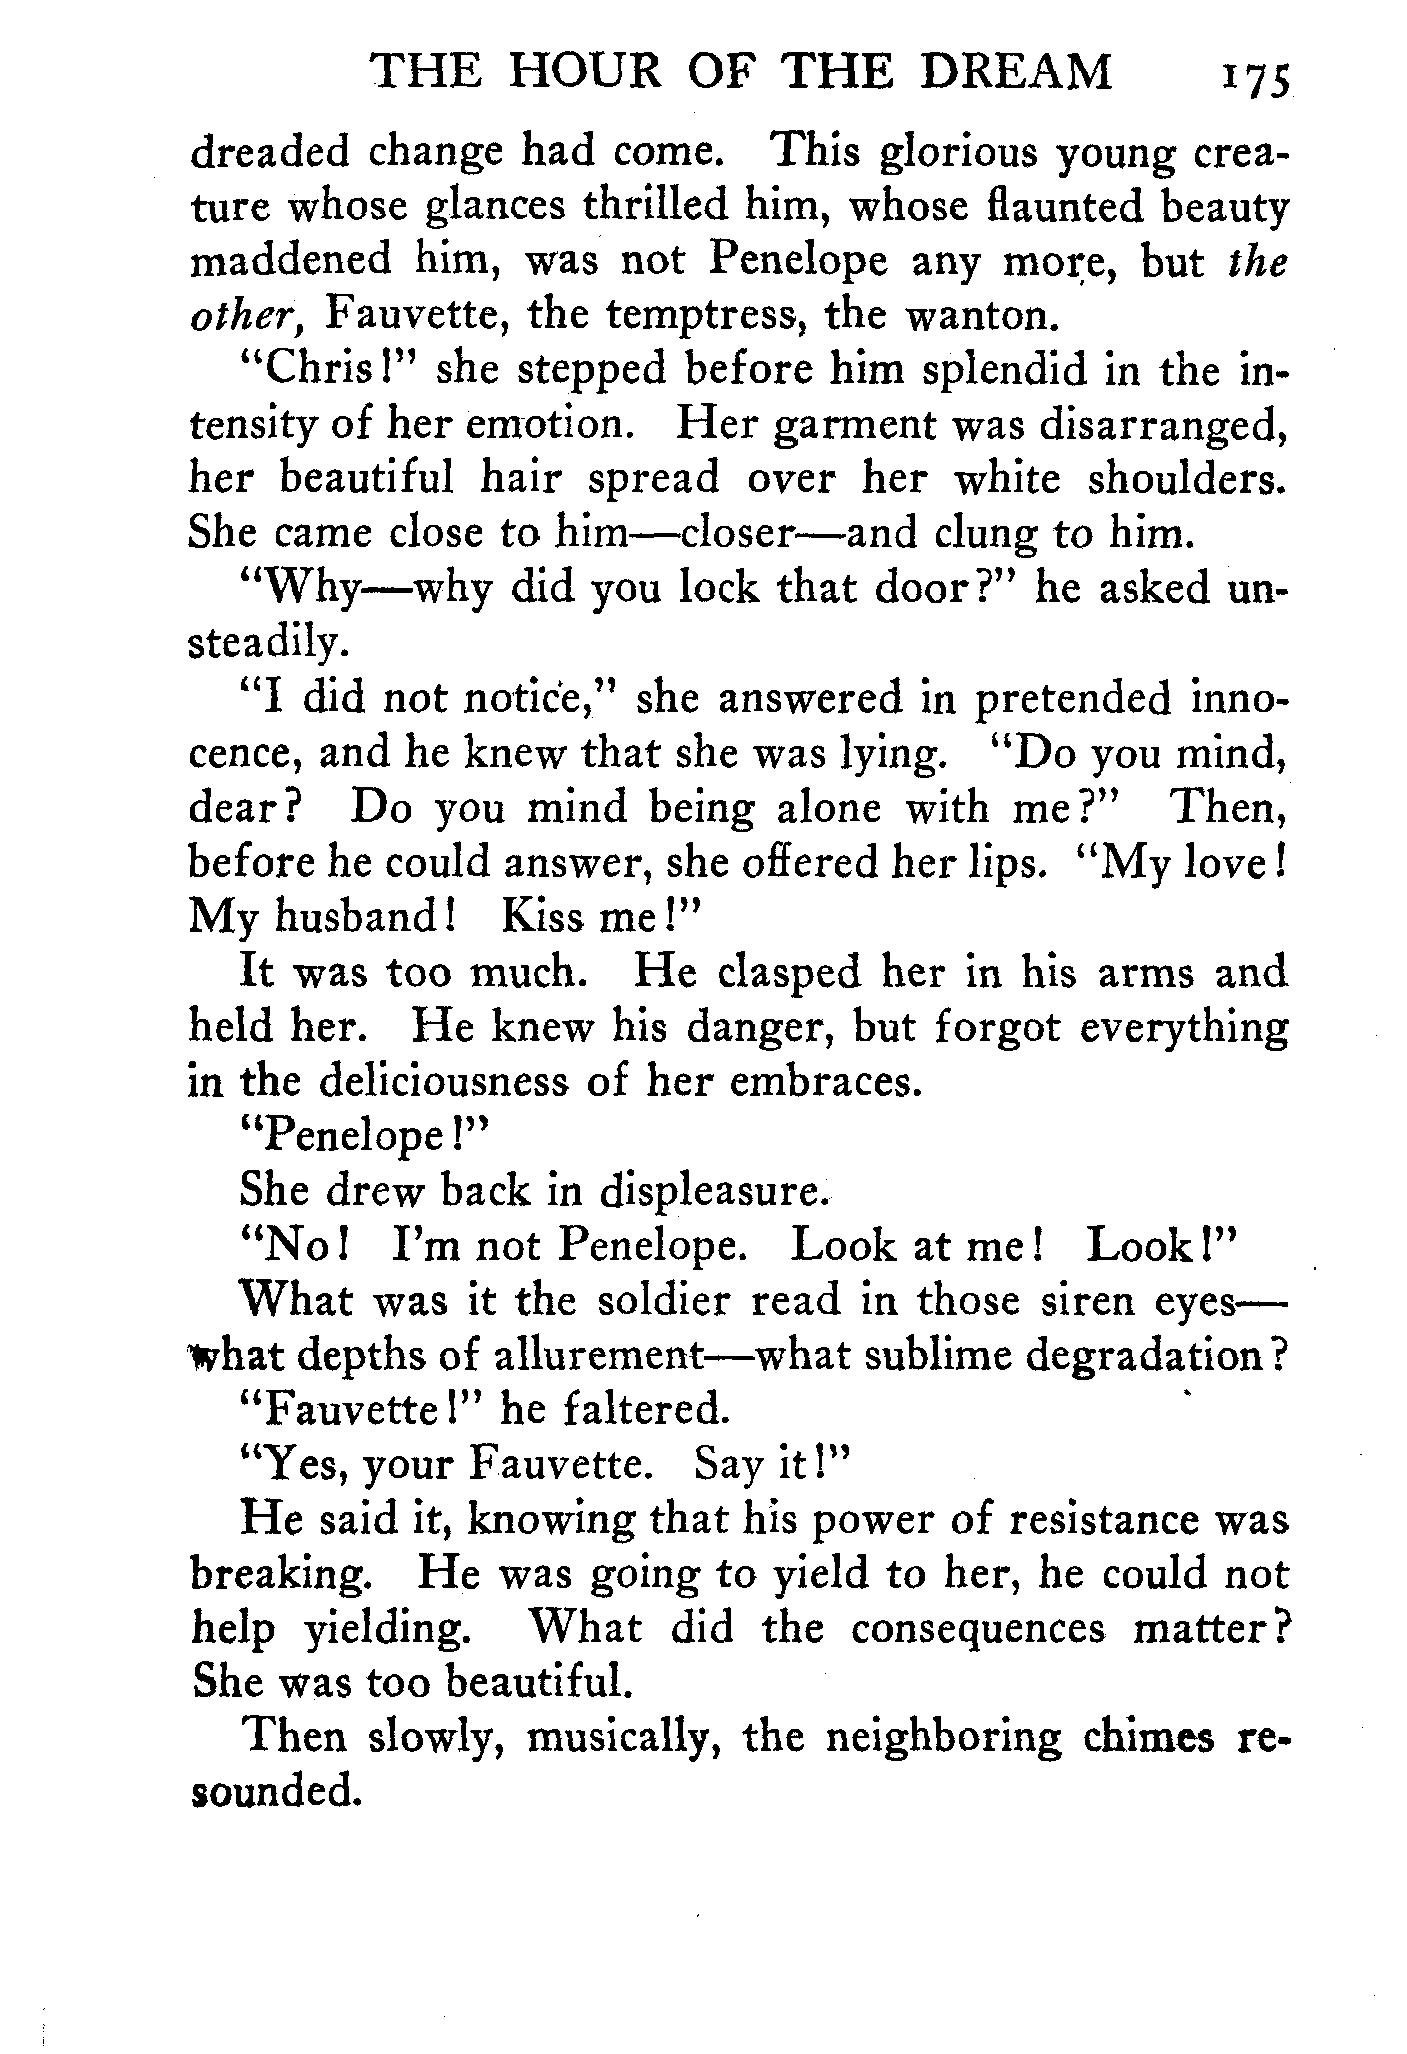 THE HOUR OF THE DREAM 175
dreaded change had come. This glorious young crea-
ture whose glances thrilled him, whose flaunted beauty
maddened him, was not Penelope any more, but the
other, Fauvette, the temptress, the wanton.
"Chris!" she stepped before him splendid in the in-
tensity of her emotion. Her garment was disarranged,
her beautiful hair spread over her white shoulders.
She came close to him—closer—and clung to him.
"Why—why did you lock that door?" he asked un-
steadily.
"I did not notice," she answered in pretended inno-
cence, and he knew that she was lying. "Do you mind,
dear? Do you mind being alone with me?" Then,
before he could answer, she offered her lips. "My love!
My husband! Kiss me!"
It was too much. He clasped her in his arms and
held her. He knew his danger, but forgot everything
in the deliciousness of her embraces.
"Penelope!"
She drew back in displeasure.
"No! I'm not Penelope. Look at me! Look!"
What was it the soldier read in those siren eyes—
what depths of allurement—what sublime degradation?
"Fauvette!" he faltered.
"Yes, your Fauvette. Say it!"
He said it, knowing that his power of resistance was
breaking. He was going to yield to her, he could not
help yielding. What did the consequences matter?
She was too beautiful.
Then slowly, musically, the neighboring chimes re-
sounded.